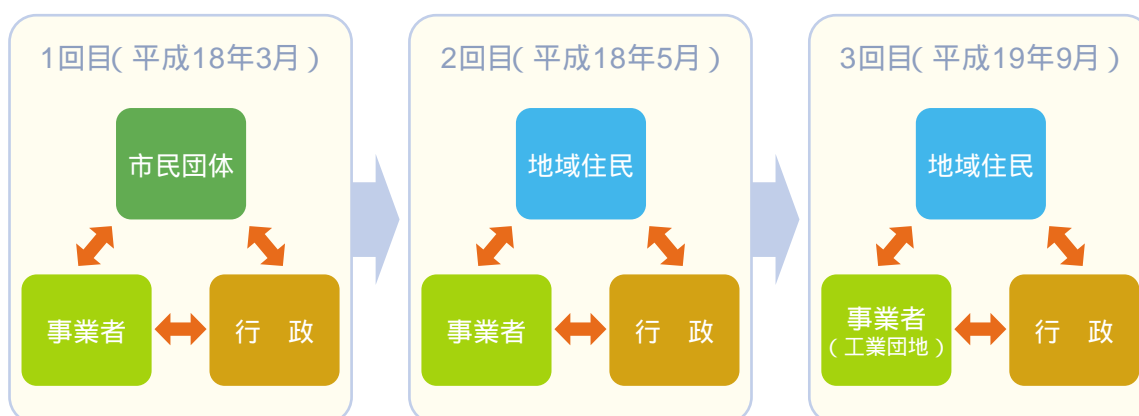 1回目(平成18年3月)
市民団体
事業者
行 政
2回目(平成18年5月)
地域住民
事業者
行 政
3回目(平成19年9月)
地域住民
事業者
(工業団地)
行 政